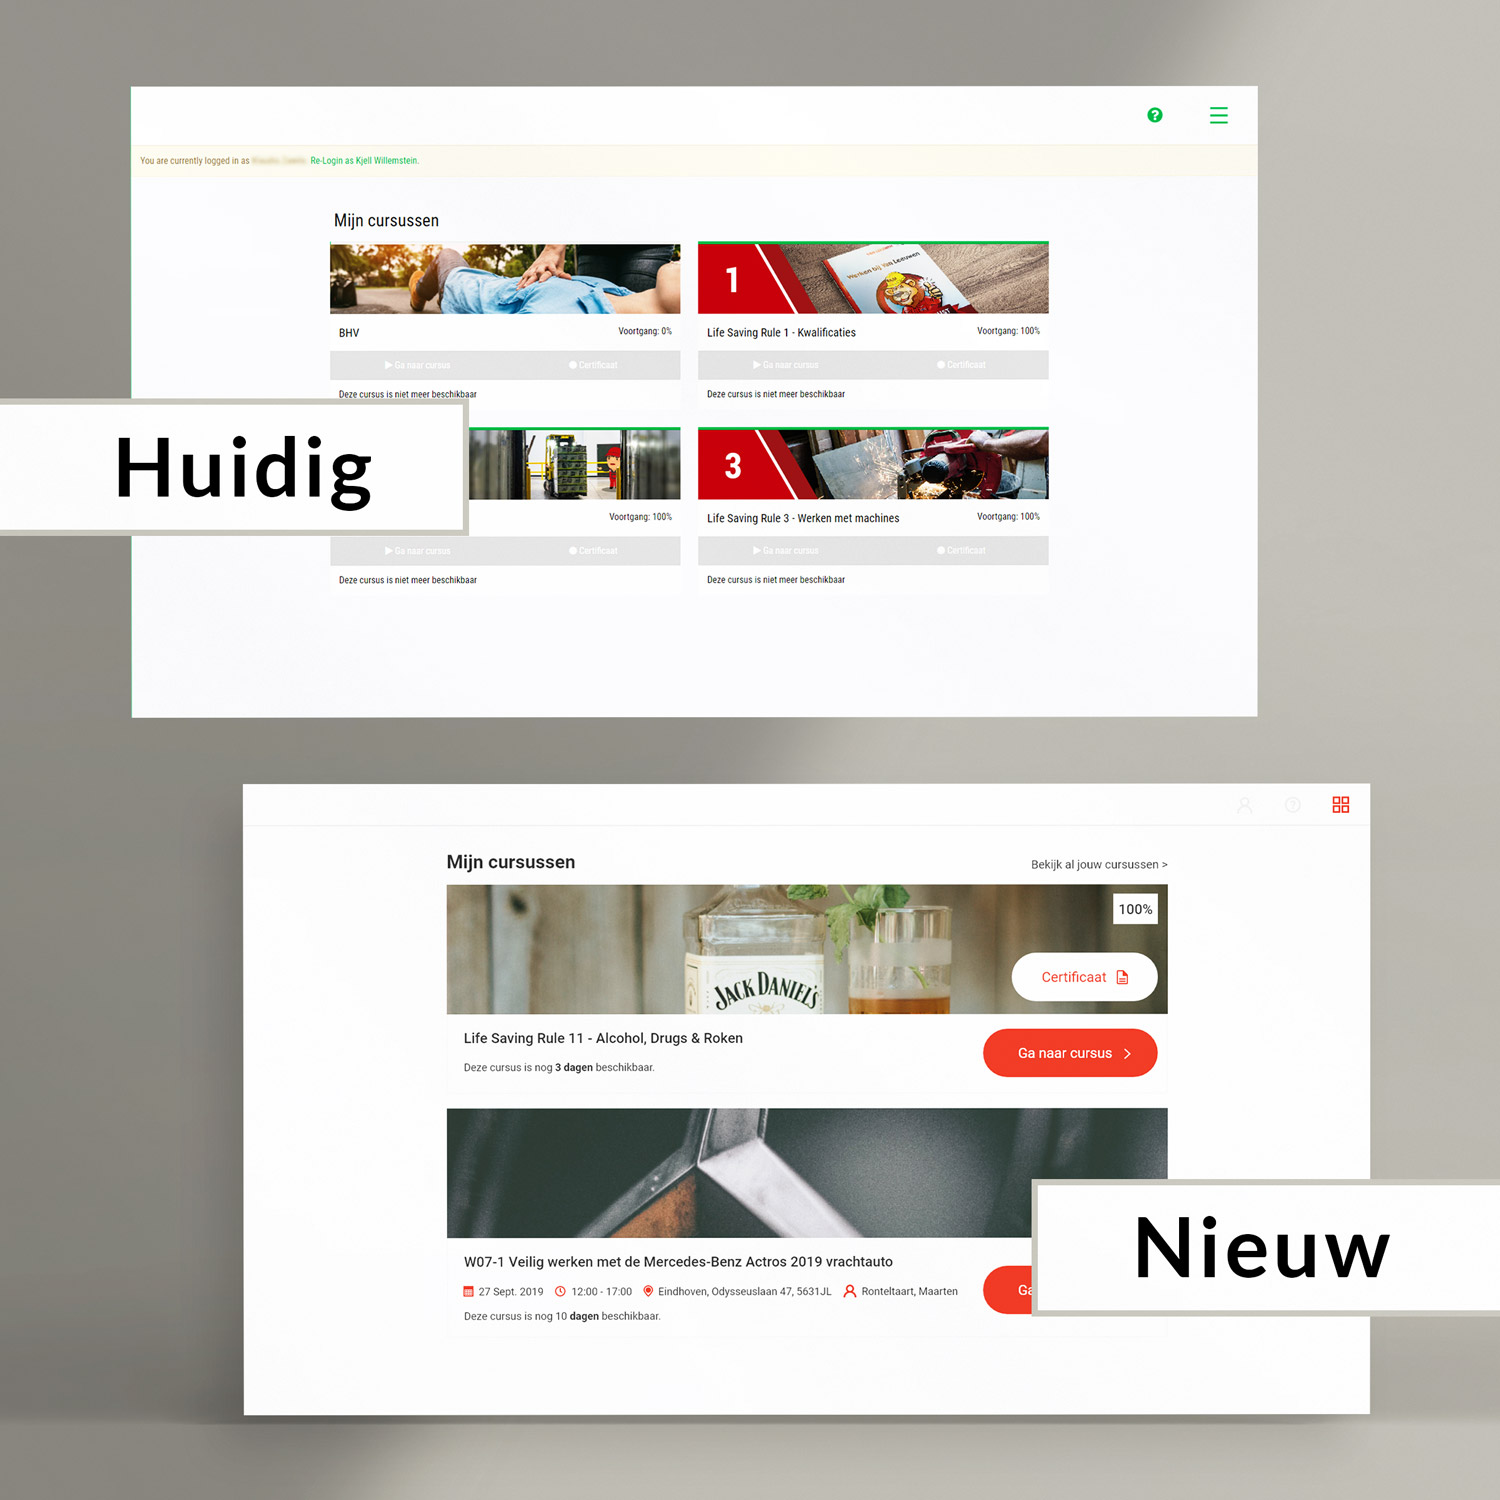 You are currently logged in as Re-Login as Kjell Willemstein.
Mijn cursussen
1
Werken bij Van Leeuwen
BHV
Voortgang: 0%
Life Saving Rule 1 - Kwalificaties
Voortgang: 100%
Ga naar cursus
Certificaat
Ga naar cursus
Certificaat
Deze cursus is niet meer beschikbaar
Deze cursus is niet meer beschikbaar
Huidig
3
Voortgang: 100%
Life Saving Rule 3 - Werken met machines
Voortgang: 100%
Ga naar cursus
Certificaat
Ga naar cursus
Certificaat
Deze cursus is niet meer beschikbaar
Deze cursus is niet meer beschikbaar
Mijn cursussen
Bekijk al jouw cursussen >
100%
JACK DANIEL'S
Certificaat
Life Saving Rule 11 - Alcohol, Drugs & Roken
Ga naar cursus
Deze cursus is nog 3 dagen beschikbaar.
Nieuw
W07-1 Veilig werken met de Mercedes-Benz Actros 2019 vrachtauto
27 Sept. 2019 12:00 - 17:00 Eindhoven, Odysseuslaan 47, 5631JL Ronteltaart, Maarten
Ga
Deze cursus is nog 10 dagen beschikbaar.